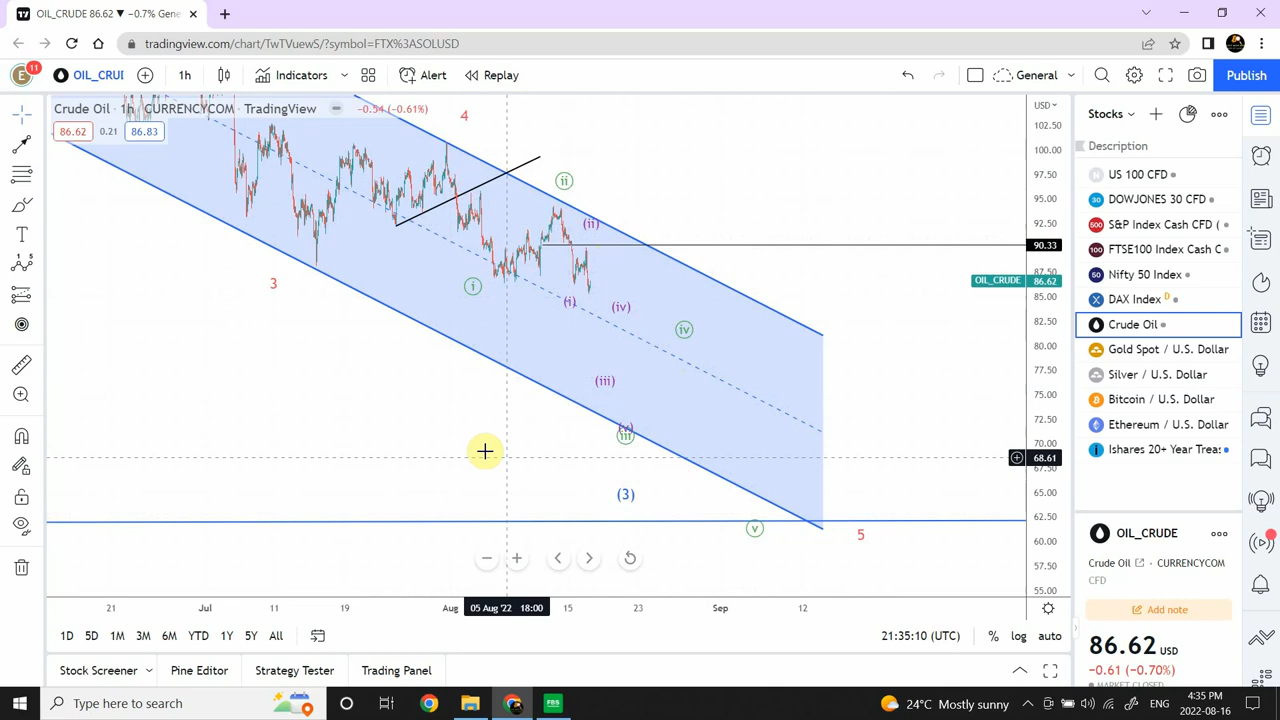 OIL_CRUDE 86.62 ▼ −0.7% Gene
tradingview.com/chart/TwTVuewS/?symbol=FTX%3ASOLUSD
E 11 OIL_CRUI 1h Indicators Alert Replay General Publish
Crude Oil · 1h · CURRENCYCOM · TradingView −0.54 (−0.61%)
86.62 0.21 86.83
USD
102.50
100.00
97.50
95.00
92.50
90.33
87.50
OIL_CRUDE 86.62
85.00
82.50
80.00
77.50
75.00
72.50
70.00
68.61
67.50
65.00
62.50
60.00
57.50
55.00
4
ii
(ii)
3
i
(i)
(iv)
iv
(iii)
(v)
iii
(3)
v
5
21 Jul 11 19 Aug 05 Aug '22 18:00 15 23 Sep 12
1D 5D 1M 3M 6M YTD 1Y 5Y All 21:35:10 (UTC) % log auto
Stock Screener Pine Editor Strategy Tester Trading Panel
Stocks
Description
US 100 CFD
DOWJONES 30 CFD
S&P Index Cash CFD (
FTSE100 Index Cash C
Nifty 50 Index
DAX Index D
Crude Oil
Gold Spot / U.S. Dollar
Silver / U.S. Dollar
Bitcoin / U.S. Dollar
Ethereum / U.S. Dollar
Ishares 20+ Year Treas
OIL_CRUDE
Crude Oil · CURRENCYCOM
CFD
Add note
86.62 USD
−0.61 (−0.70%)
MARKET CLOSED
Type here to search FBS 24°C Mostly sunny ENG 4:35 PM
2022-08-16